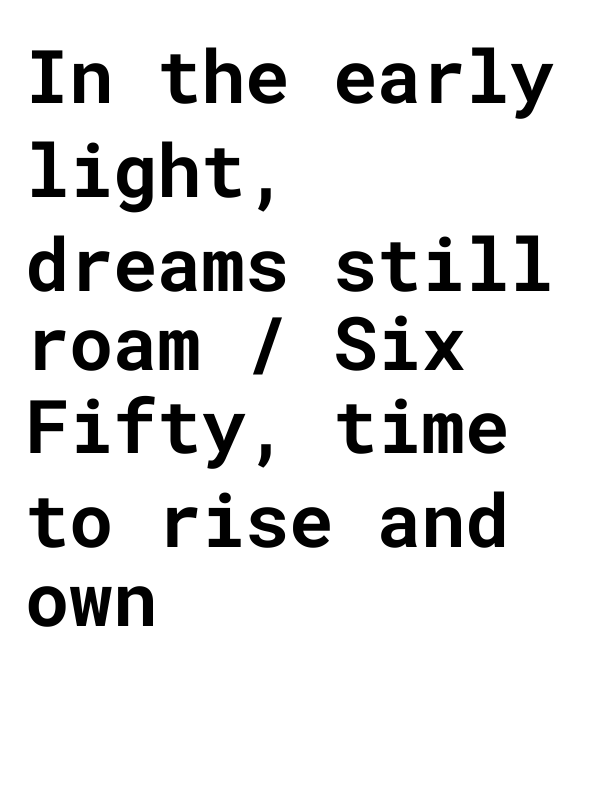 In the early
light,
dreams still
roam / Six
Fifty, time
to rise and
own